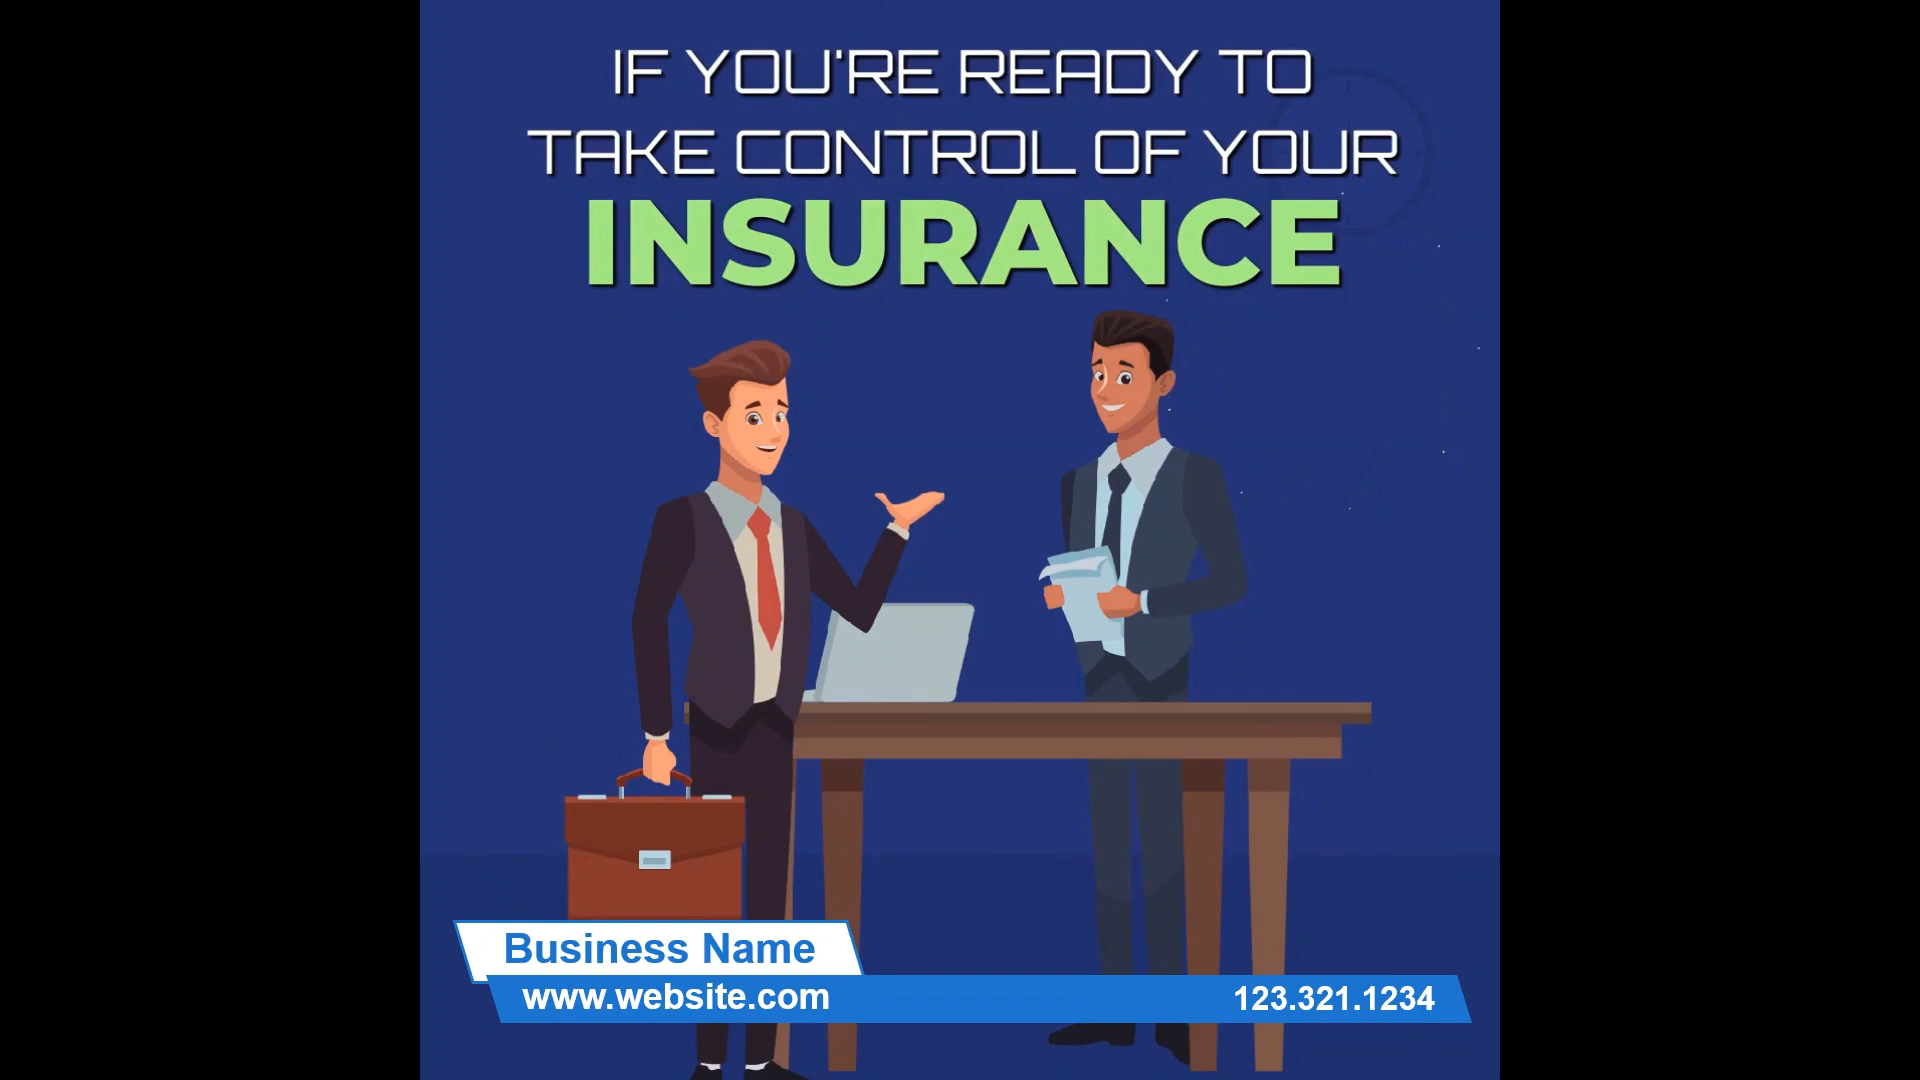 IF YOU'RE READY TO
TAKE CONTROL OF YOUR
INSURANCE
Business Name
www.website.com
123.321.1234